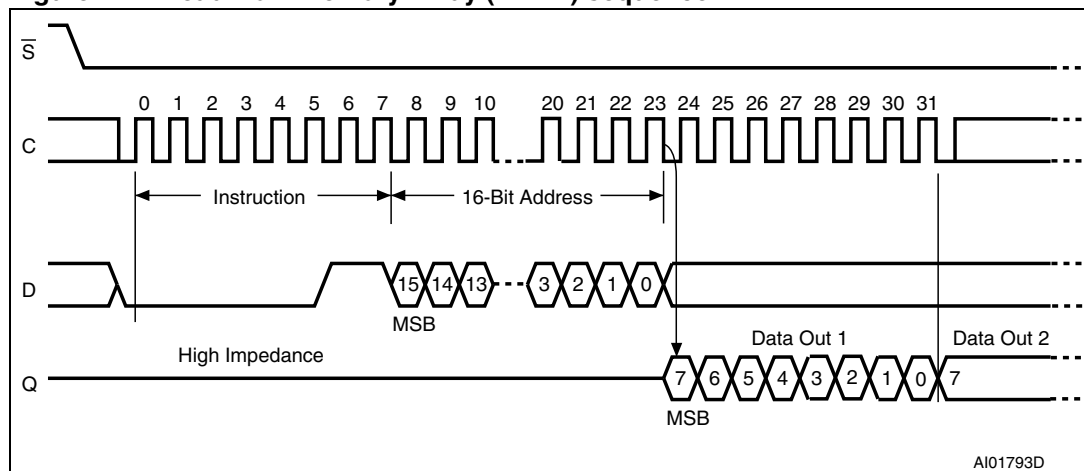 S
0 1 2 3 4 5 6 7 8 9 10 20 21 22 23 24 25 26 27 28 29 30 31
C
Instruction 16-Bit Address
D 15 14 13 3 2 1 0
MSB
High Impedance Data Out 1 Data Out 2
Q 7 6 5 4 3 2 1 0 7
MSB
AI01793D